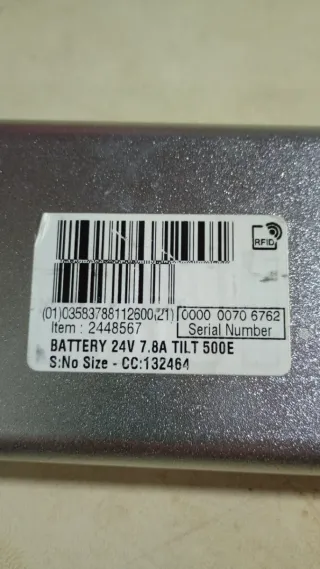 RFID
(01)03583788112600(21)
0000 0070 6762
Item : 2448567
Serial Number
BATTERY 24V 7.8A TILT 500E
S:No Size - CC:132464